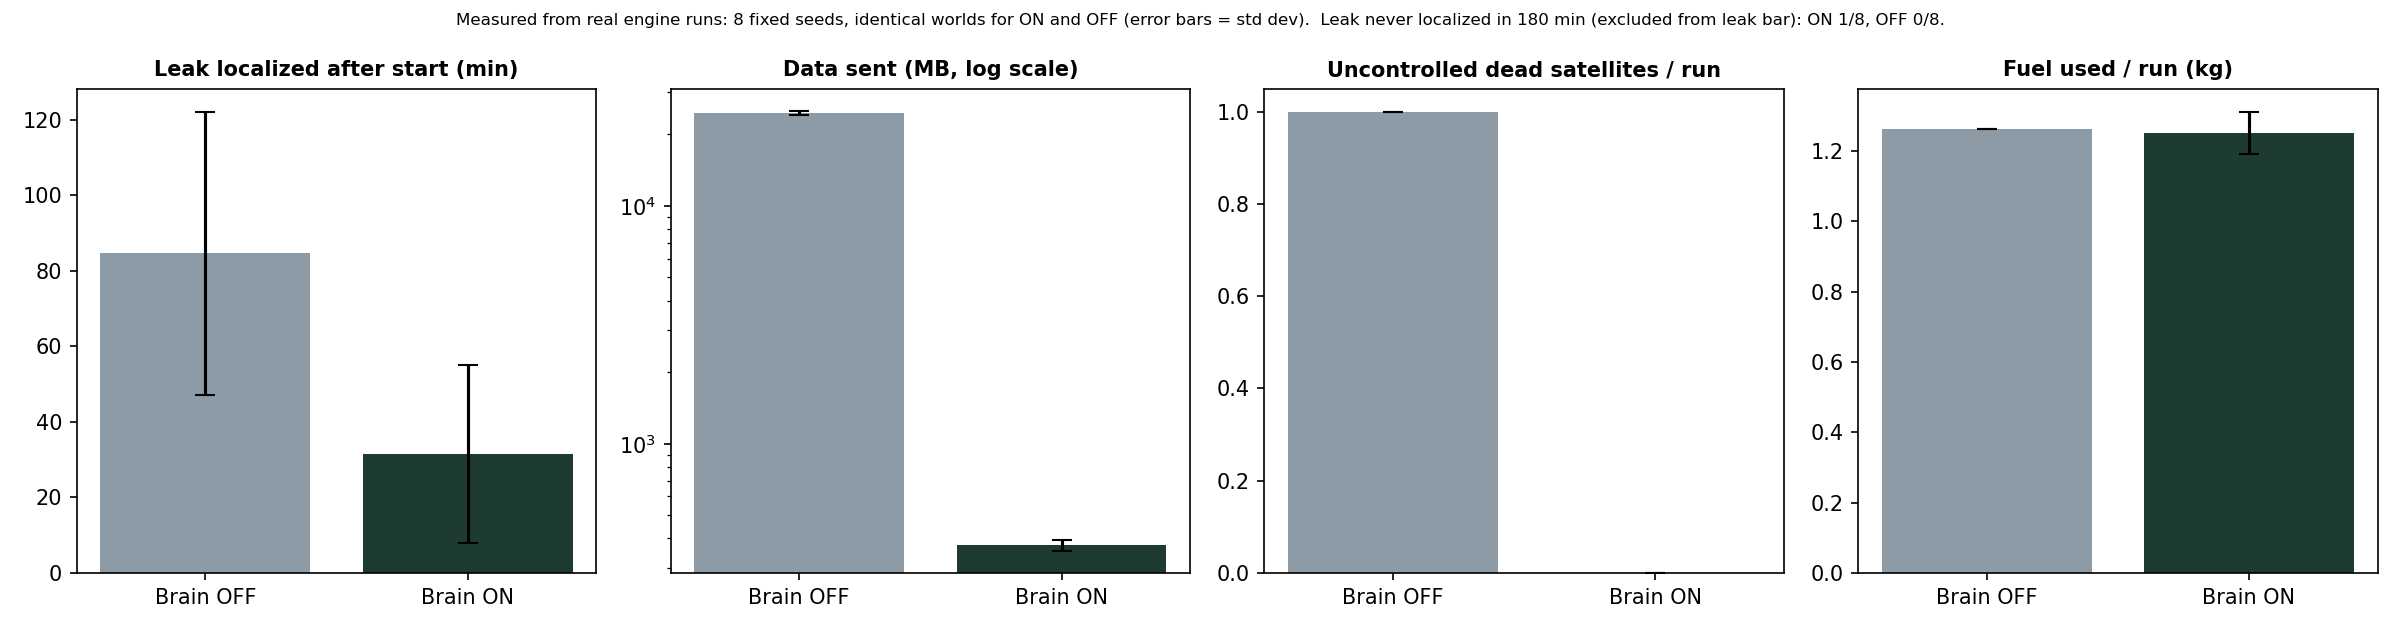 Measured from real engine runs: 8 fixed seeds, identical worlds for ON and OFF (error bars = std dev).  Leak never localized in 180 min (excluded from leak bar): ON 1/8, OFF 0/8.
Leak localized after start (min)
120
100
80
60
40
20
0
Brain OFF
Brain ON
Data sent (MB, log scale)
10⁴
10³
Brain OFF
Brain ON
Uncontrolled dead satellites / run
1.0
0.8
0.6
0.4
0.2
0.0
Brain OFF
Brain ON
Fuel used / run (kg)
1.2
1.0
0.8
0.6
0.4
0.2
0.0
Brain OFF
Brain ON